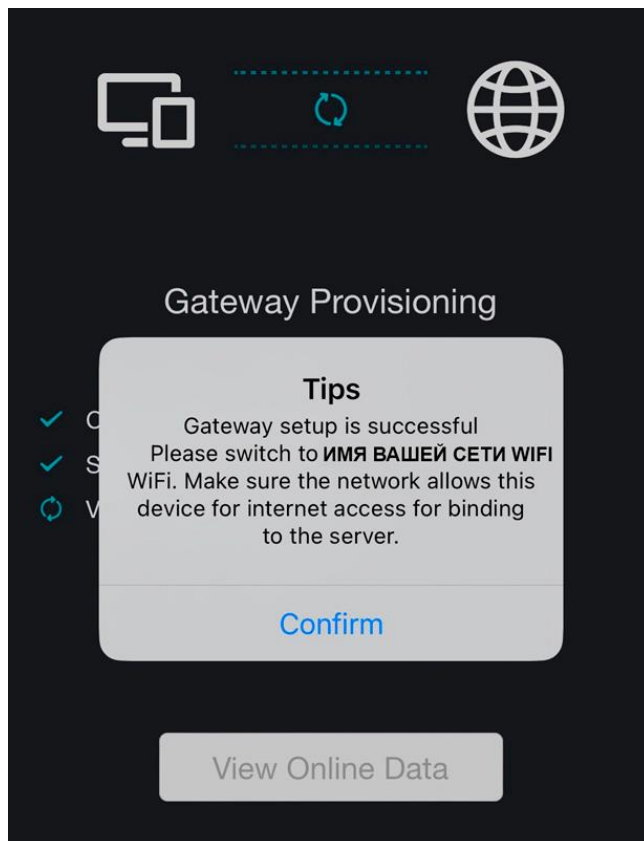 Gateway Provisioning
Tips
Gateway setup is successful
Please switch to ИМЯ ВАШЕЙ СЕТИ WIFI
WiFi. Make sure the network allows this
device for internet access for binding
to the server.
C
S
V
Confirm
View Online Data